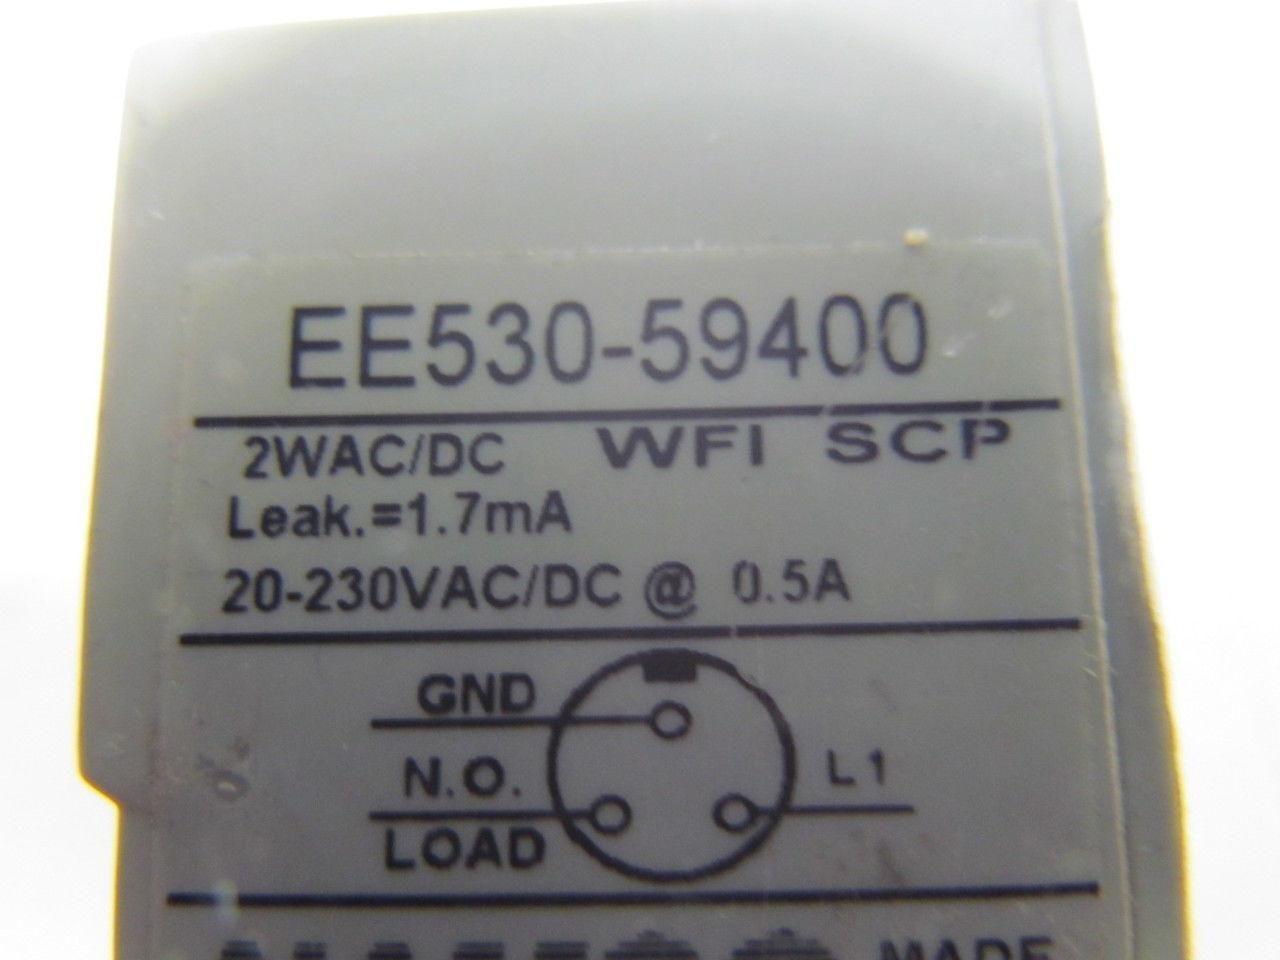 EE530-59400
2WAC/DC WFI SCP
Leak.=1.7mA
20-230VAC/DC @ 0.5A
GND
N.O. L1
LOAD
MADE